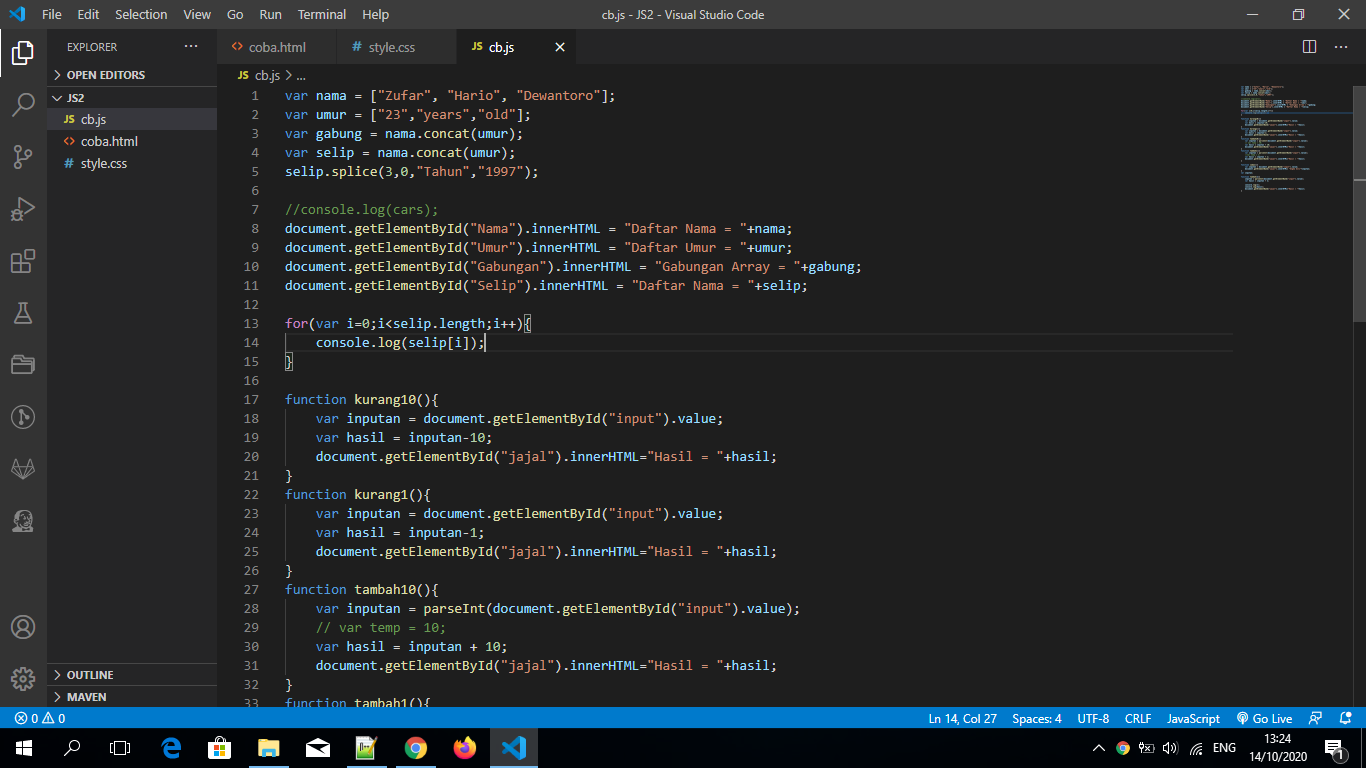 File Edit Selection View Go Run Terminal Help cb.js - JS2 - Visual Studio Code
EXPLORER ...
coba.html # style.css JS cb.js
OPEN EDITORS
JS2
JS cb.js
coba.html
# style.css
OUTLINE
MAVEN
JS cb.js > ...
1 var nama = ["Zufar", "Hario", "Dewantoro"];
2 var umur = ["23","years","old"];
3 var gabung = nama.concat(umur);
4 var selip = nama.concat(umur);
5 selip.splice(3,0,"Tahun","1997");
6
7 //console.log(cars);
8 document.getElementById("Nama").innerHTML = "Daftar Nama = "+nama;
9 document.getElementById("Umur").innerHTML = "Daftar Umur = "+umur;
10 document.getElementById("Gabungan").innerHTML = "Gabungan Array = "+gabung;
11 document.getElementById("Selip").innerHTML = "Daftar Nama = "+selip;
12
13 for(var i=0;i<selip.length;i++){
14 console.log(selip[i]);
15 }
16
17 function kurang10(){
18 var inputan = document.getElementById("input").value;
19 var hasil = inputan-10;
20 document.getElementById("jajal").innerHTML="Hasil = "+hasil;
21 }
22 function kurang1(){
23 var inputan = document.getElementById("input").value;
24 var hasil = inputan-1;
25 document.getElementById("jajal").innerHTML="Hasil = "+hasil;
26 }
27 function tambah10(){
28 var inputan = parseInt(document.getElementById("input").value);
29 // var temp = 10;
30 var hasil = inputan + 10;
31 document.getElementById("jajal").innerHTML="Hasil = "+hasil;
32 }
33 function tambah1(){
0 0 Ln 14, Col 27 Spaces: 4 UTF-8 CRLF JavaScript Go Live
ENG 13:24
14/10/2020 1